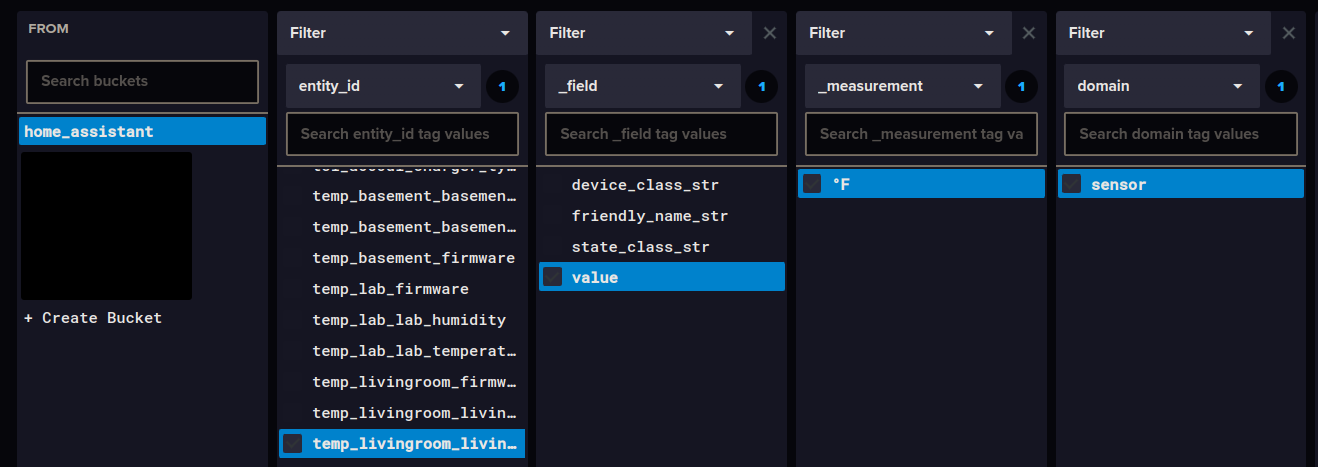 FROM
Search buckets
home_assistant
+ Create Bucket
Filter
entity_id
1
Search entity_id tag values
temp_basement_basemen…
temp_basement_basemen…
temp_basement_firmware
temp_lab_firmware
temp_lab_lab_humidity
temp_lab_lab_temperat…
temp_livingroom_firmw…
temp_livingroom_livin…
temp_livingroom_livin…
Filter
_field
1
Search _field tag values
device_class_str
friendly_name_str
state_class_str
value
Filter
_measurement
1
Search _measurement tag va
°F
Filter
domain
1
Search domain tag values
sensor